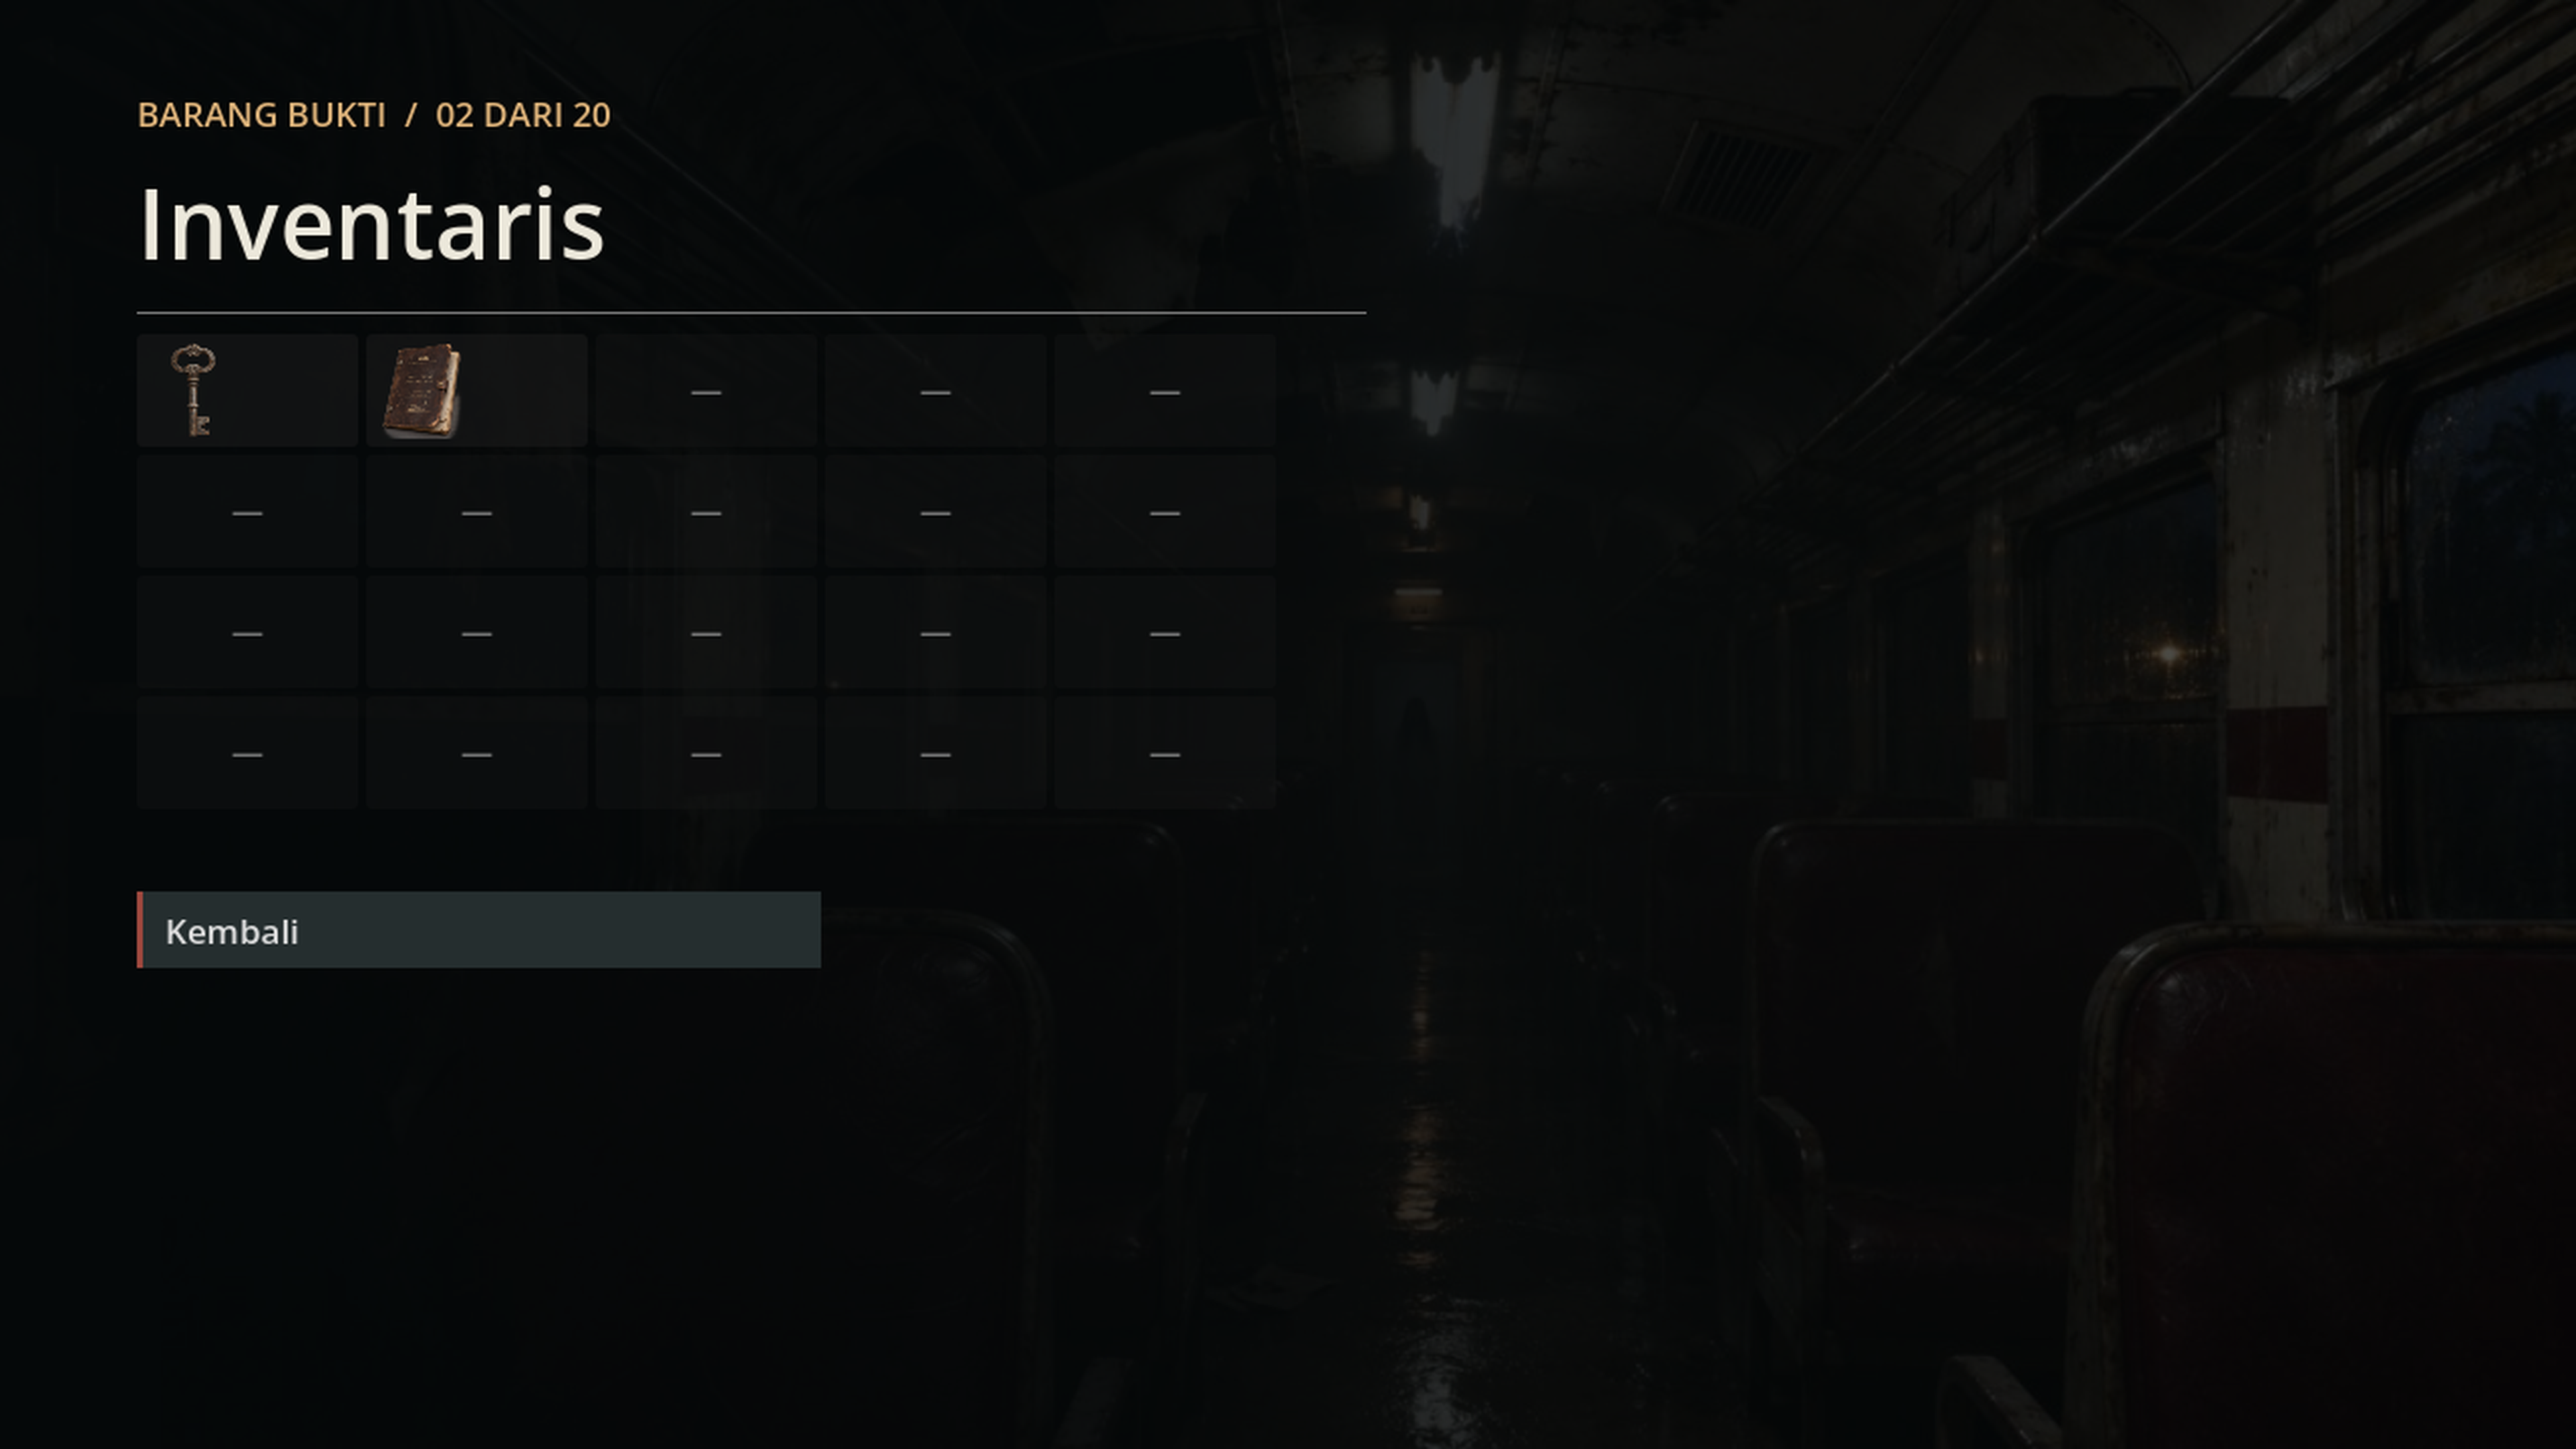 BARANG BUKTI / 02 DARI 20
Inventaris
— — —
— — — — —
— — — — —
— — — — —
Kembali